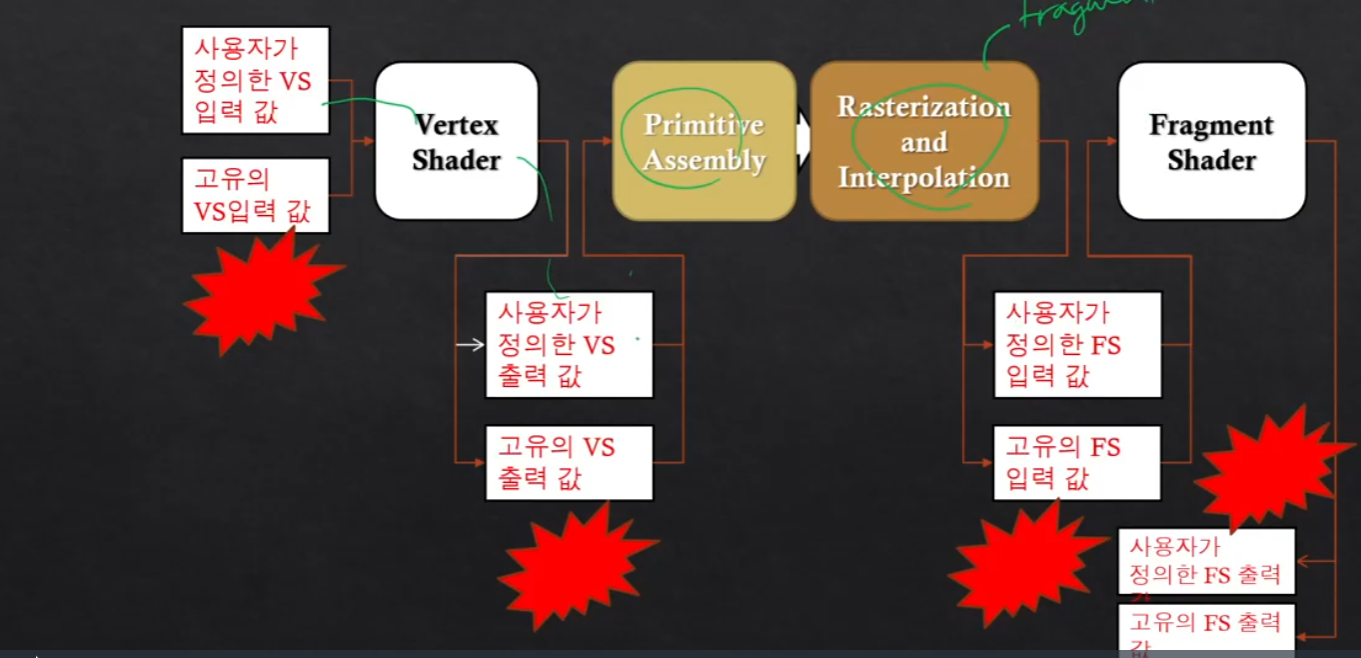 사용자가
정의한 VS
입력 값
고유의
VS입력 값
Vertex
Shader
사용자가
정의한 VS
출력 값
고유의 VS
출력 값
Primitive
Assembly
Rasterization
and
Interpolation
사용자가
정의한 FS
입력 값
고유의 FS
입력 값
Fragment
Shader
사용자가
정의한 FS 출력
고유의 FS 출력
값